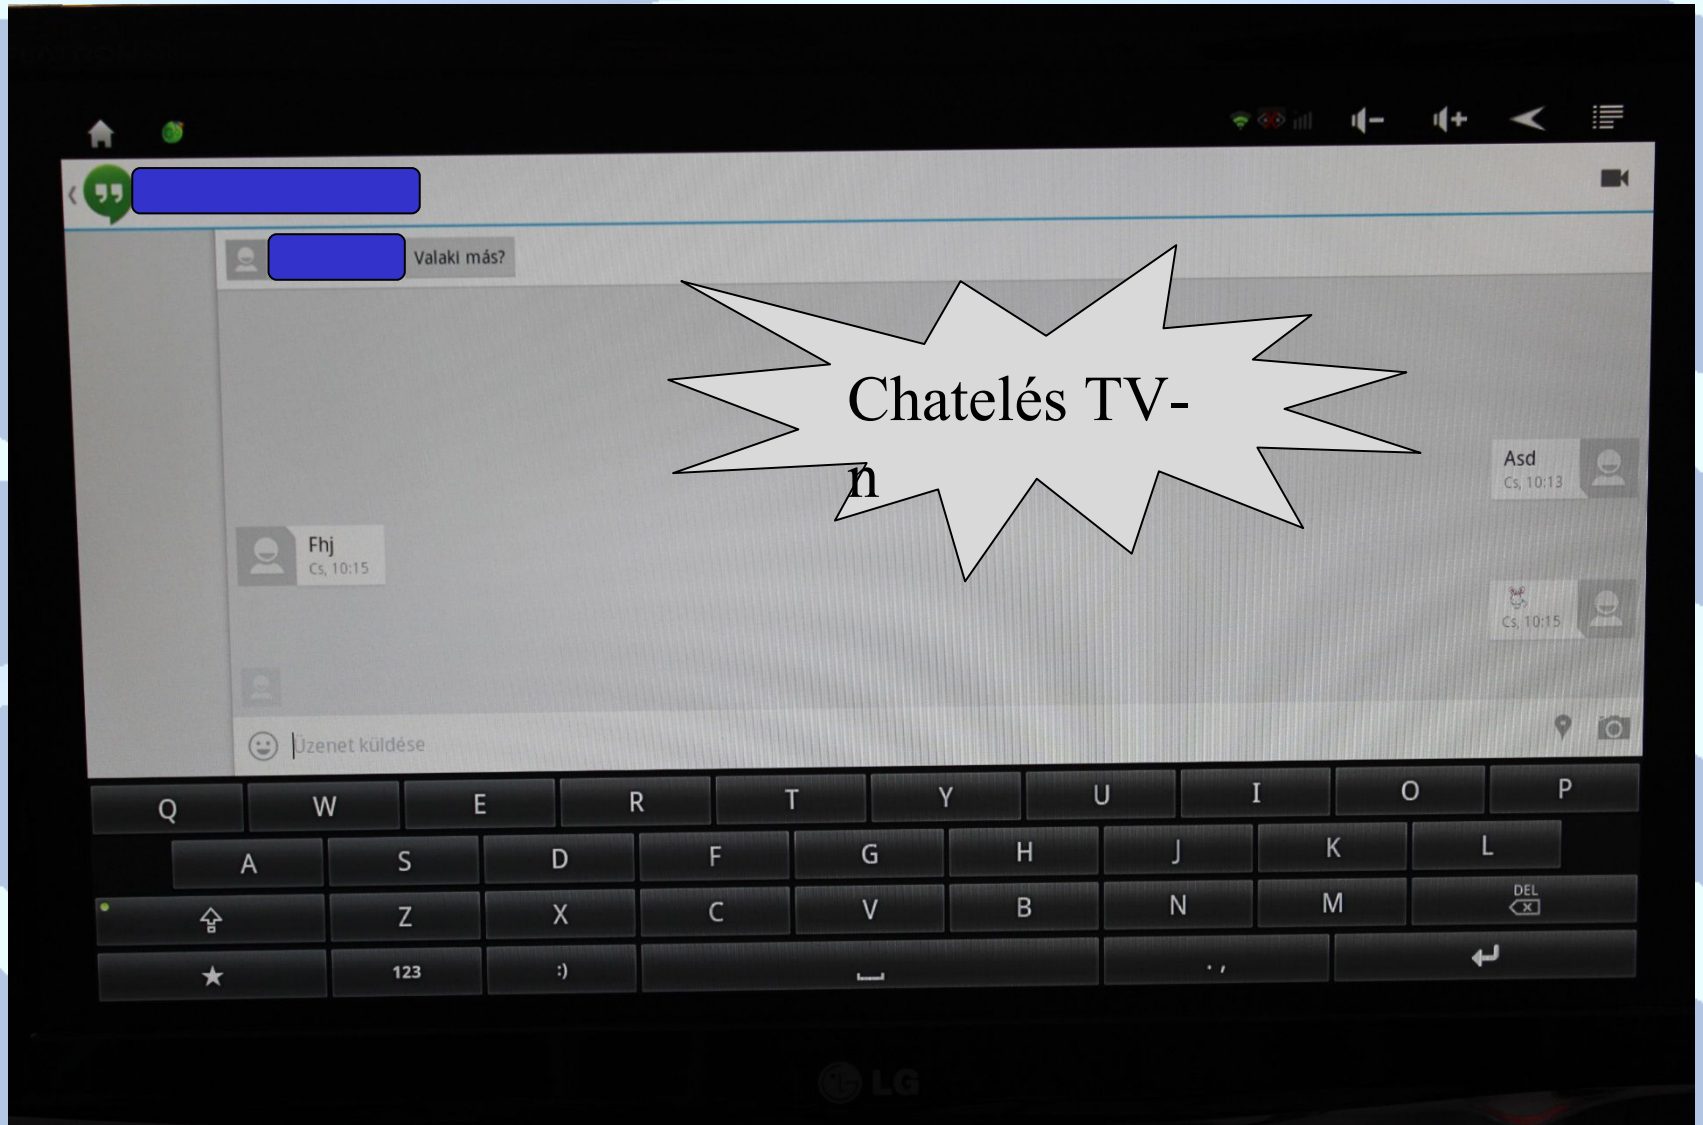 Valaki más?
Chatelés TV-
n
Asd
Cs, 10:13
Fhj
Cs, 10:15
Cs, 10:15
Üzenet küldése
Q W E R T Y U I O P
A S D F G H J K L
Z X C V B N M DEL
123 :) . ,
LG